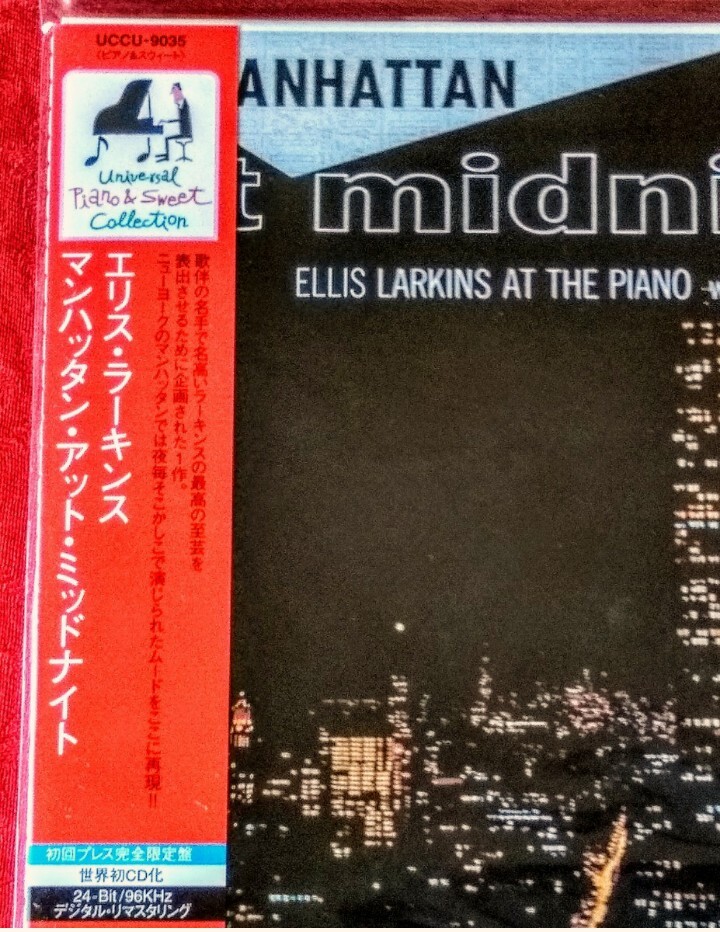 UCCU-9035
《ピアノ&スウィート》
Universal
Piano & Sweet
Collection
エリス・ラーキンス
マンハッタン・アット・ミッドナイト
歌伴の名手で名高いラーキンスの最高の至芸を
表出させるために企画された1作。
ニューヨークのマンハッタンでは夜毎そこかしこで演じられたムードをここに再現!!
初回プレス完全限定盤
世界初CD化
24-Bit/96KHz
デジタル・リマスタリング
ANHATTAN
t midni
ELLIS LARKINS AT THE PIANO -w